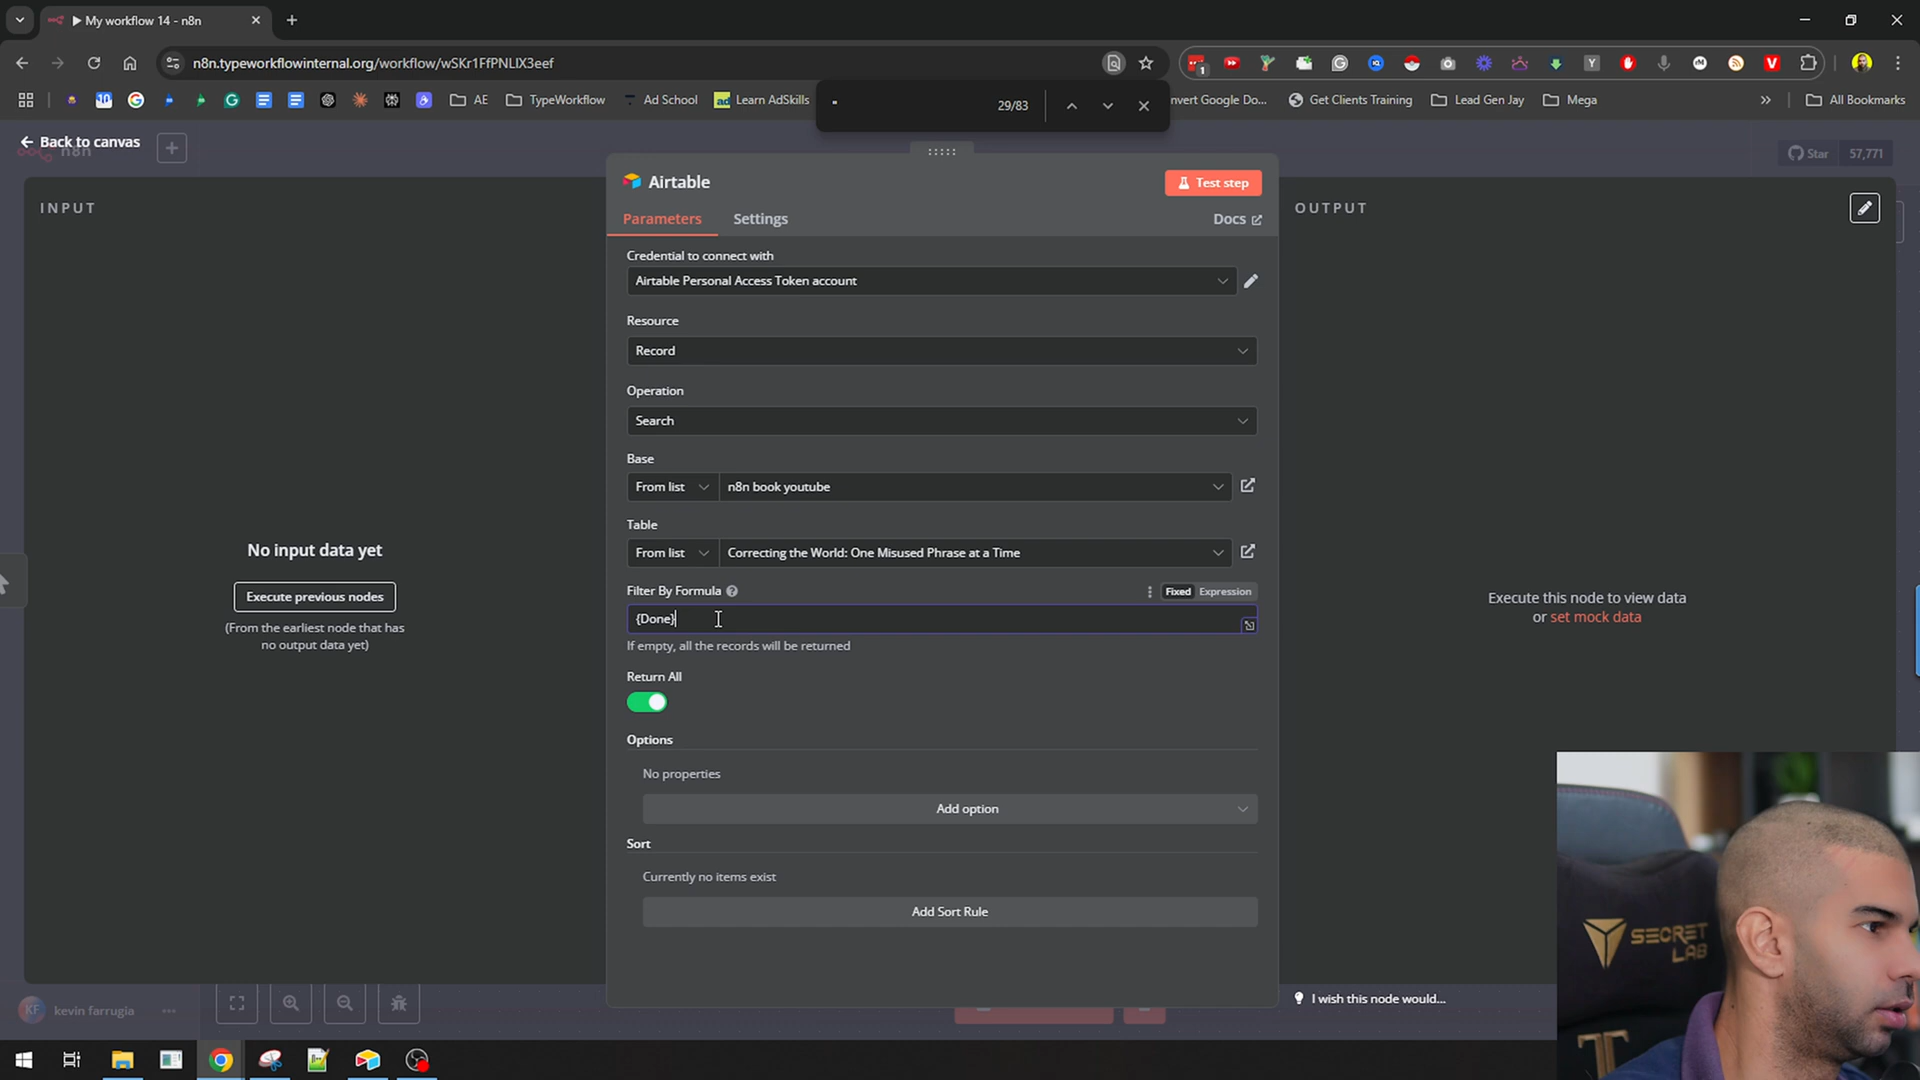 My workflow 14 - n8n
n8n.typeworkflowinternal.org/workflow/wSKr1FfPNLIX3eef
1
AE
TypeWorkflow
Ad School
Learn AdSkills
"
29/83
nvert Google Do...
Get Clients Training
Lead Gen Jay
Mega
All Bookmarks
Back to canvas
n8n
Star
57,771
INPUT
Airtable
Test step
Parameters
Settings
Docs
OUTPUT
Credential to connect with
Airtable Personal Access Token account
Resource
Record
Operation
Search
Base
From list
n8n book youtube
Table
From list
Correcting the World: One Misused Phrase at a Time
Filter By Formula
Fixed
Expression
{Done}
If empty, all the records will be returned
Return All
Options
No properties
Add option
Sort
Currently no items exist
Add Sort Rule
No input data yet
Execute previous nodes
(From the earliest node that has
no output data yet)
Execute this node to view data
or set mock data
I wish this node would...
KF
kevin farrugia
SECRET
LAB